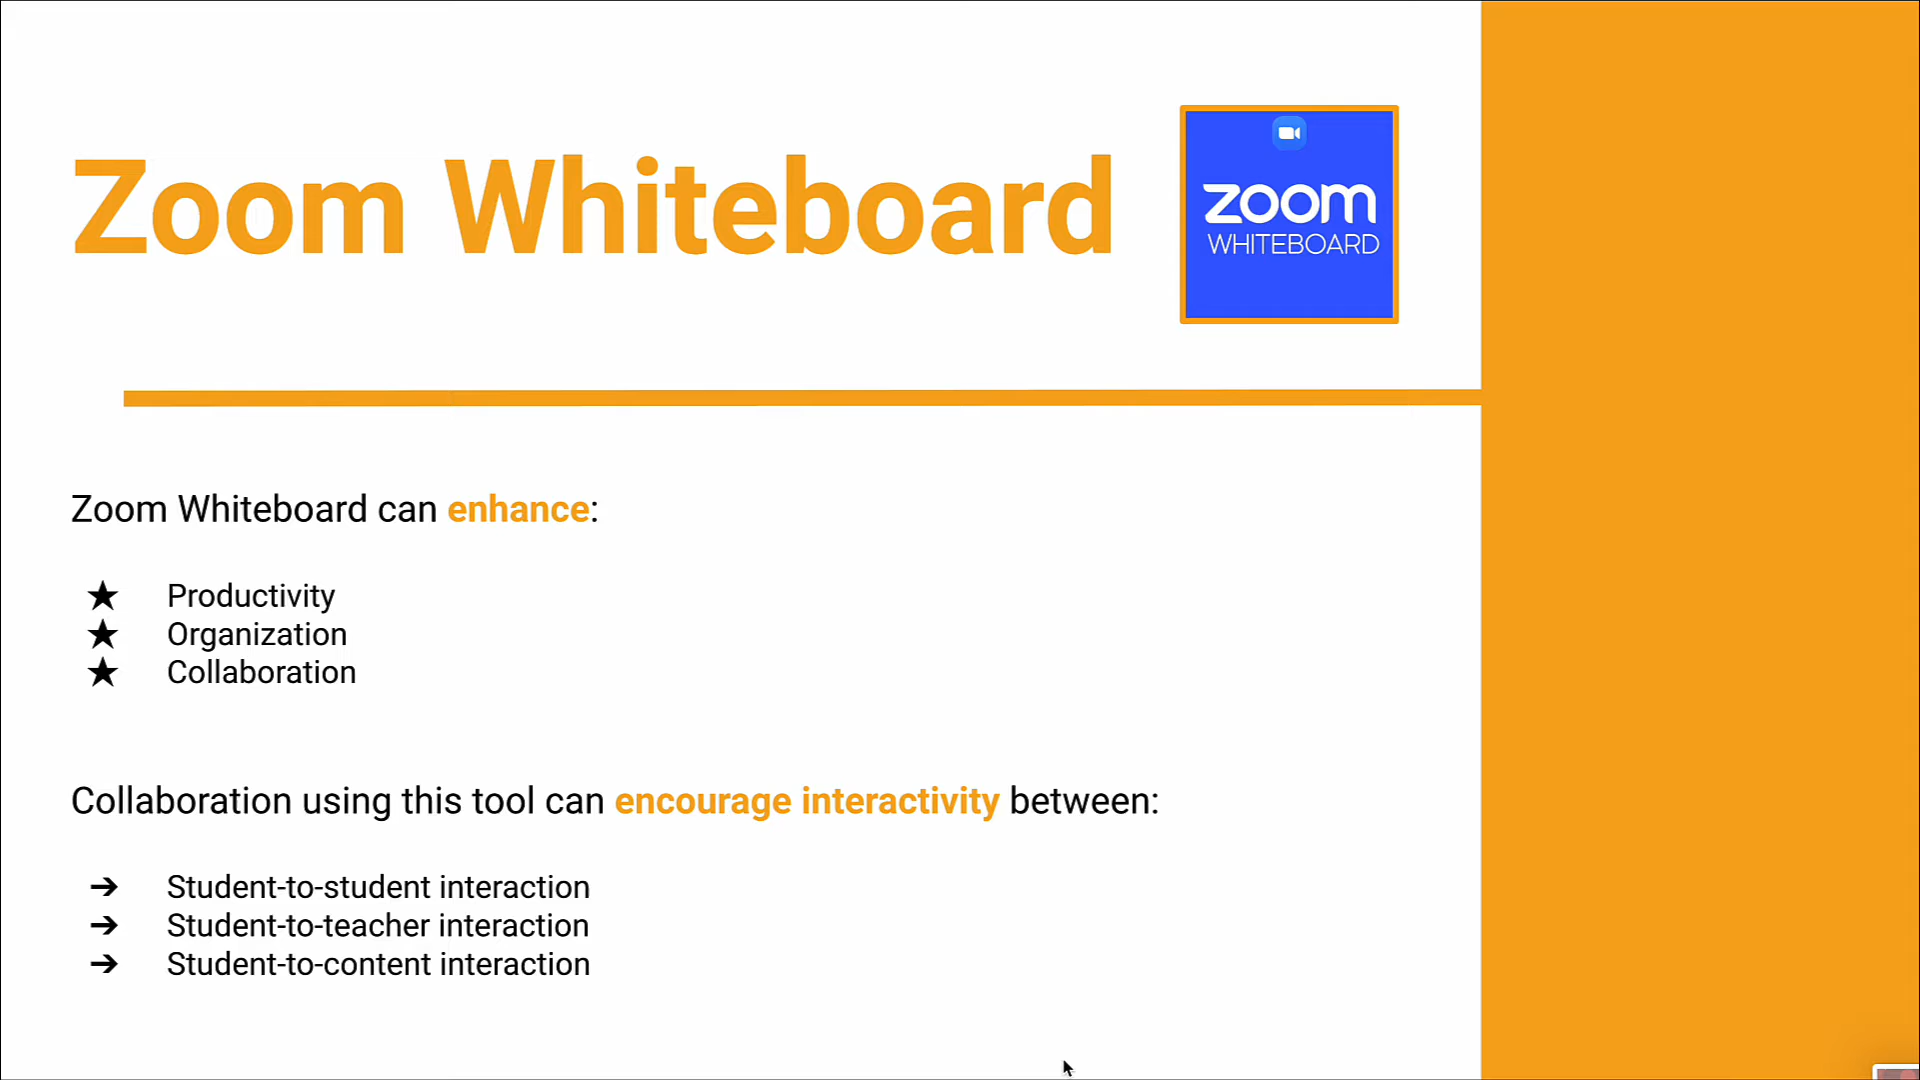 Zoom Whiteboard
zoom
WHITEBOARD
Zoom Whiteboard can enhance:
★ Productivity
★ Organization
★ Collaboration
Collaboration using this tool can encourage interactivity between:
➔ Student-to-student interaction
➔ Student-to-teacher interaction
➔ Student-to-content interaction